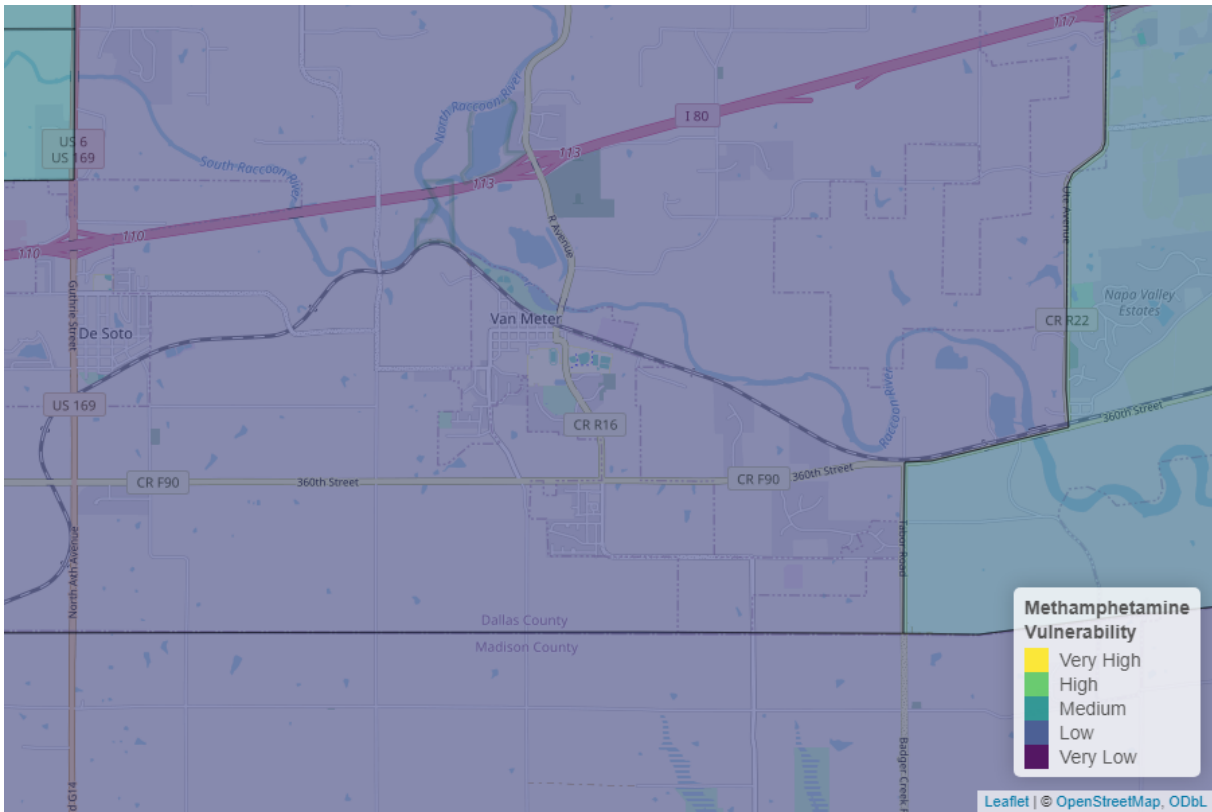 117
North Raccoon River
I 80
US 6
US 169
113
South Raccoon River
113
Ute Avenue
R Avenue
110
110
Guthrie Street
Napa Valley
Estates
Van Meter
CR R22
De Soto
Raccoon River
US 169
360th Street
CR R16
360th Street
CR F90
360th Street
CR F90
North Ath Avenue
Tabor Road
Dallas County
Madison County
Methamphetamine
Vulnerability
Very High
High
Medium
Low
Very Low
Badger Creek
d G14
Leaflet | © OpenStreetMap, ODbL